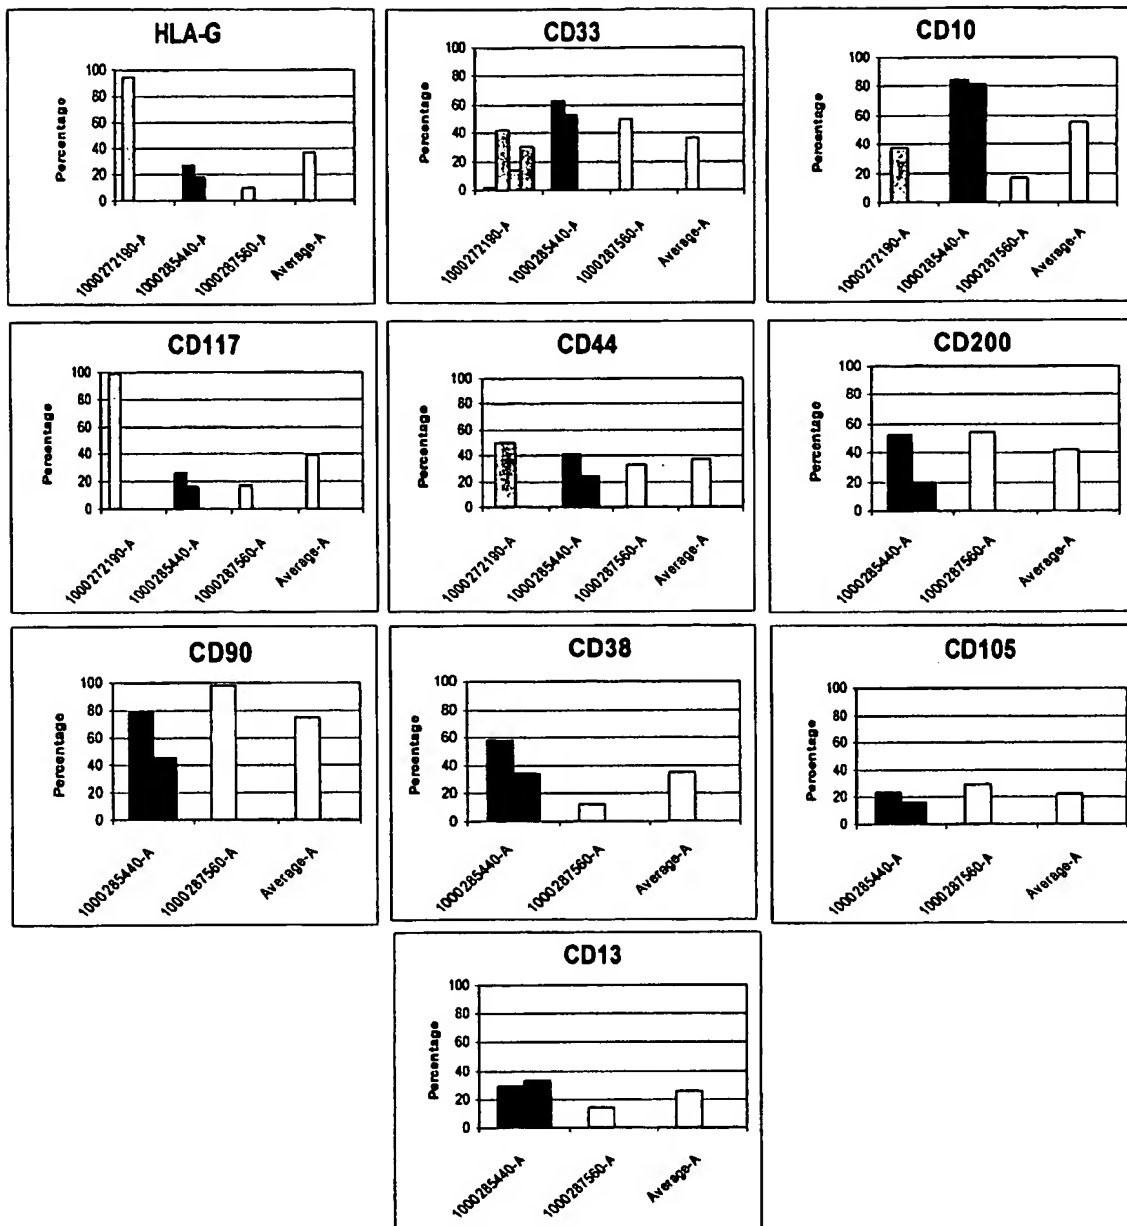 HLA-G
Percentage
100
80
60
40
20
0
1000272190-A
1000285440-A
1000287560-A
Average-A
CD33
Percentage
100
80
60
40
20
0
1000272190-A
1000285440-A
1000287560-A
Average-A
CD10
Percentage
100
80
60
40
20
0
1000272190-A
1000285440-A
1000287560-A
Average-A
CD117
Percentage
100
80
60
40
20
0
1000272190-A
1000285440-A
1000287560-A
Average-A
CD44
Percentage
100
80
60
40
20
0
1000272190-A
1000285440-A
1000287560-A
Average-A
CD200
Percentage
100
80
60
40
20
0
1000285440-A
1000287560-A
Average-A
CD90
Percentage
100
80
60
40
20
0
1000285440-A
1000287560-A
Average-A
CD38
Percentage
100
80
60
40
20
0
1000285440-A
1000287560-A
Average-A
CD105
Percentage
100
80
60
40
20
0
1000285440-A
1000287560-A
Average-A
CD13
Percentage
100
80
60
40
20
0
1000285440-A
1000287560-A
Average-A